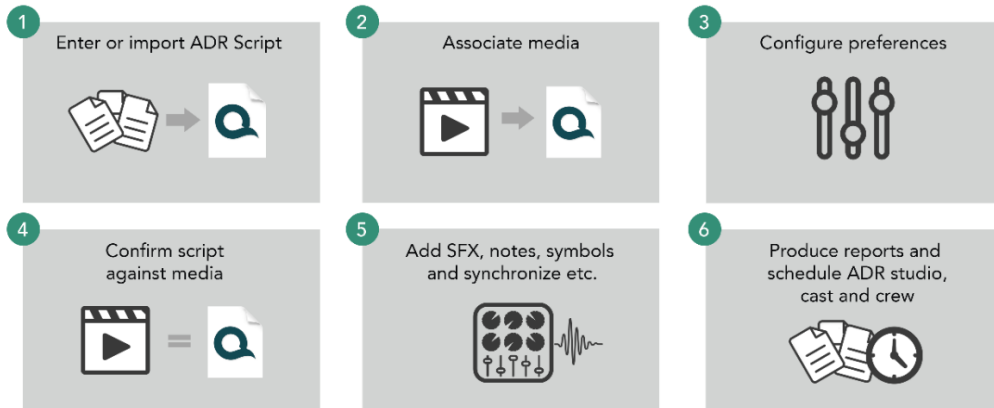 1
Enter or import ADR Script
2
Associate media
3
Configure preferences
4
Confirm script
against media
5
Add SFX, notes, symbols
and synchronize etc.
6
Produce reports and
schedule ADR studio,
cast and crew